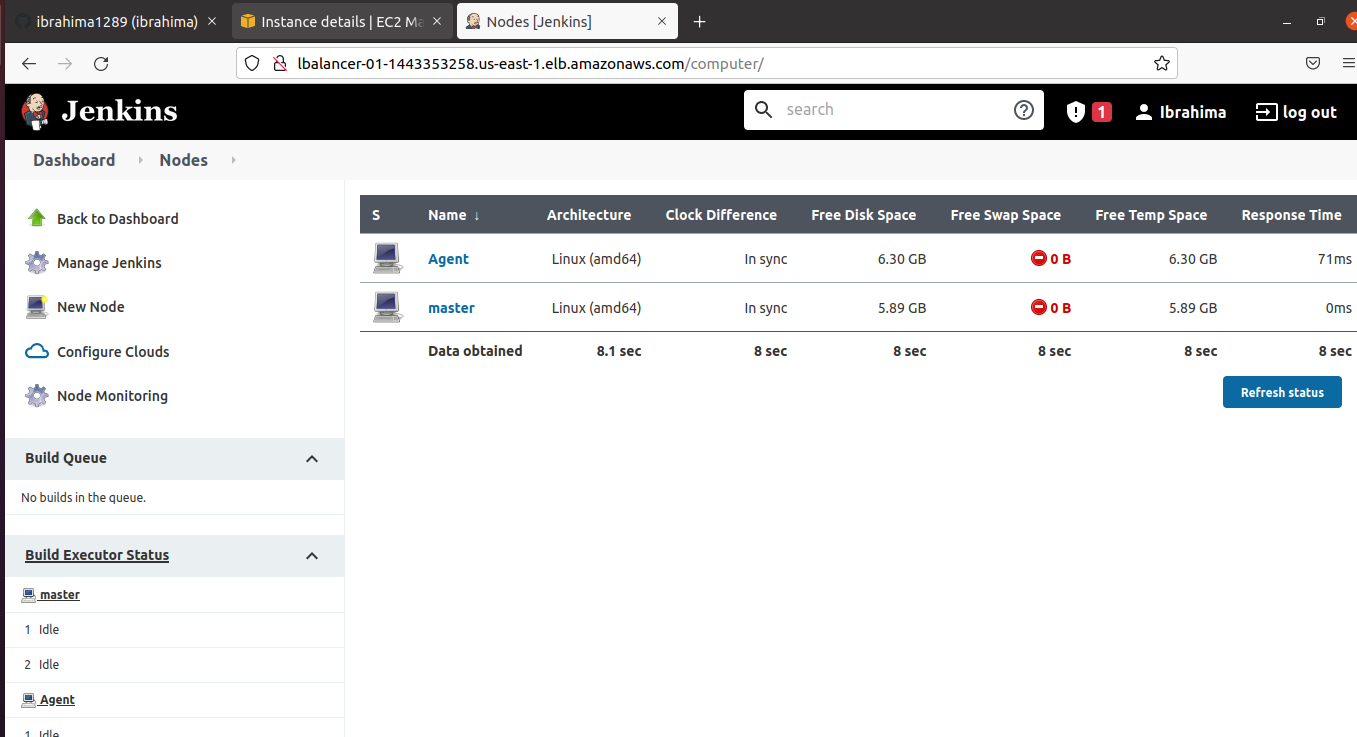 ibrahima1289 (ibrahima)
Instance details | EC2 Ma
Nodes [Jenkins]
lbalancer-01-1443353258.us-east-1.elb.amazonaws.com/computer/
Jenkins
search
1
Ibrahima
log out
Dashboard
Nodes
Back to Dashboard
Manage Jenkins
New Node
Configure Clouds
Node Monitoring
Build Queue
No builds in the queue.
Build Executor Status
master
1 Idle
2 Idle
Agent
1 Idle
S Name ↓ Architecture Clock Difference Free Disk Space Free Swap Space Free Temp Space Response Time
Agent Linux (amd64) In sync 6.30 GB 0 B 6.30 GB 71ms
master Linux (amd64) In sync 5.89 GB 0 B 5.89 GB 0ms
Data obtained 8.1 sec 8 sec 8 sec 8 sec 8 sec 8 sec
Refresh status